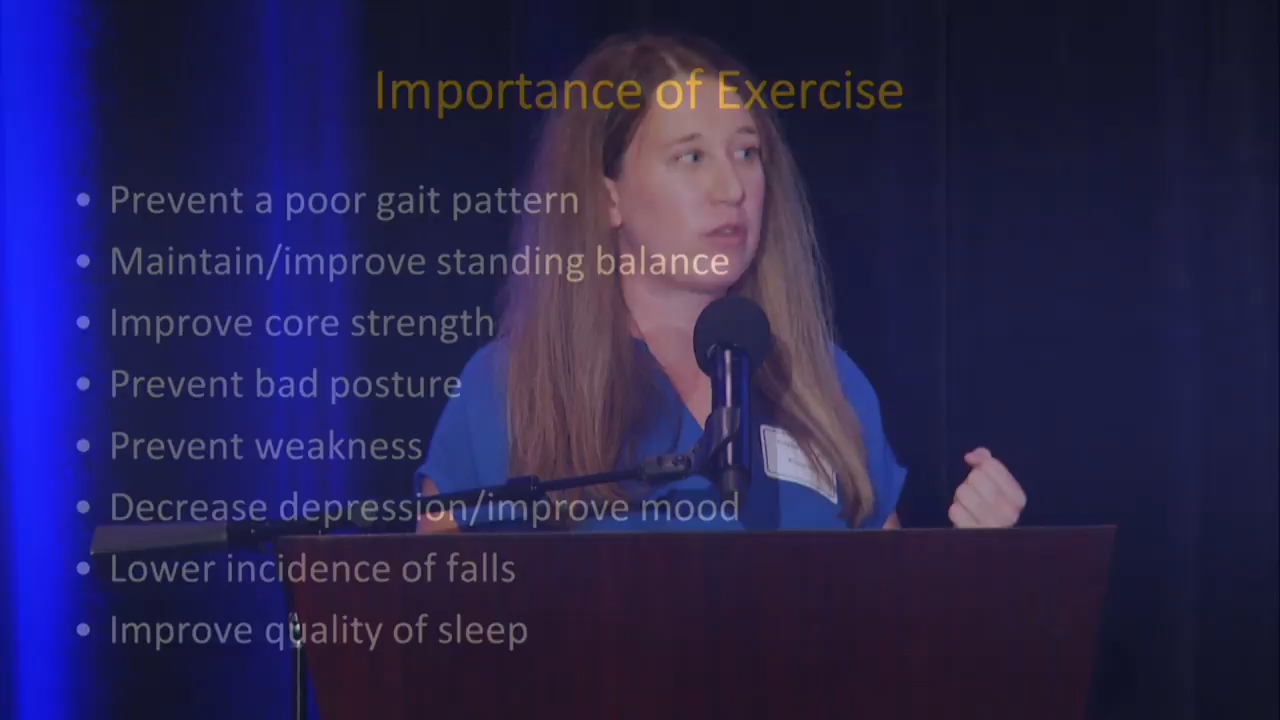 Importance of Exercise
• Prevent a poor gait pattern
• Maintain/improve standing balance
• Improve core strength
• Prevent bad posture
• Prevent weakness
• Decrease depression/improve mood
• Lower incidence of falls
• Improve quality of sleep